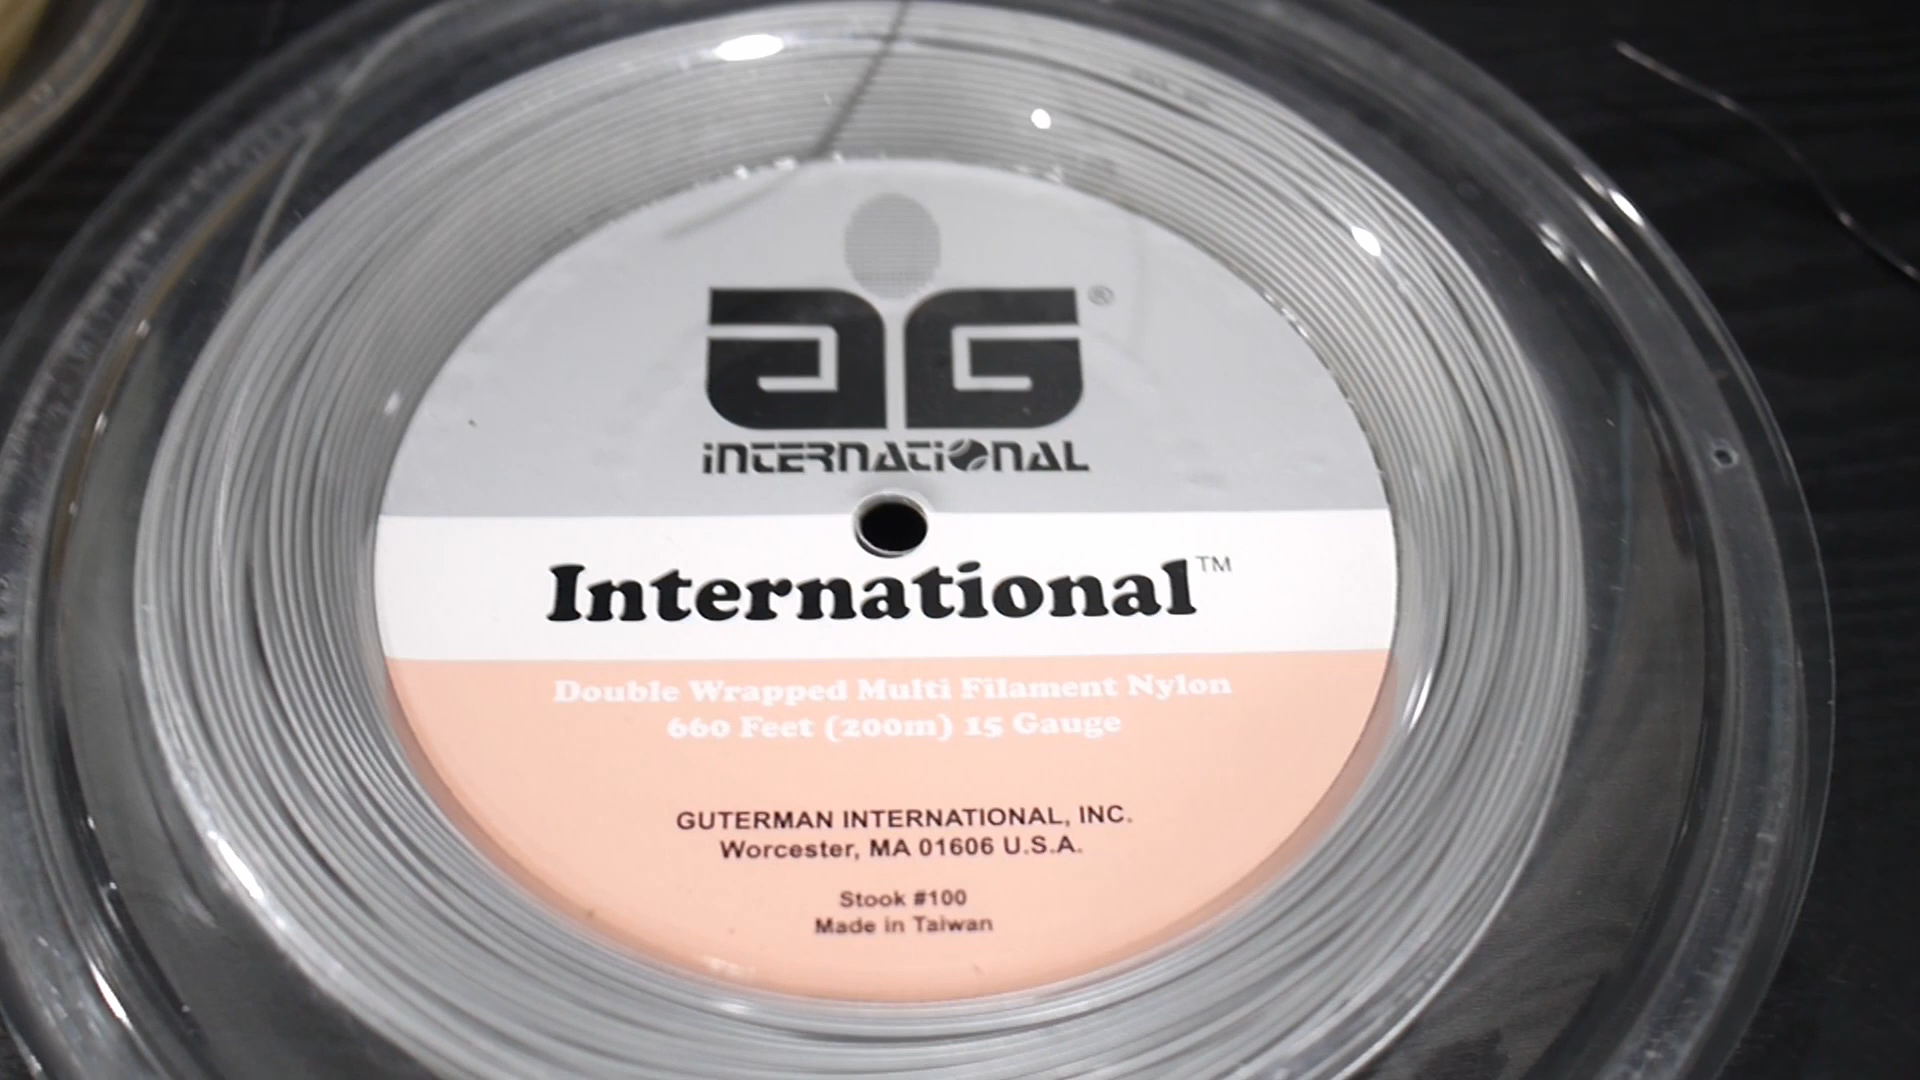 aG®
iNTERNATiONAL
International™
Double Wrapped Multi Filament Nylon
660 Feet (200m) 15 Gauge
GUTERMAN INTERNATIONAL, INC.
Worcester, MA 01606 U.S.A.
Stook #100
Made in Taiwan